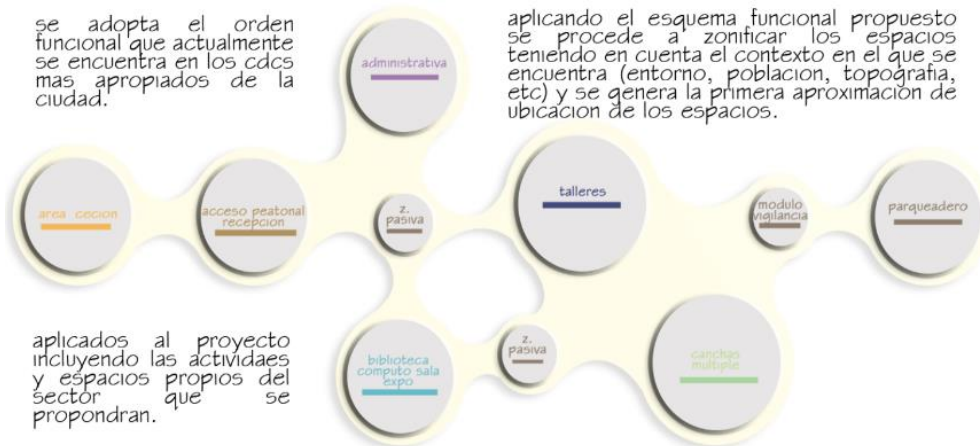 se adopta el orden
funcional que actualmente
se encuentra en los cdcs
mas apropiados de la
ciudad.
aplicando el esquema funcional propuesto
se procede a zonificar los espacios
teniendo en cuenta el contexto en el que se
encuentra (entorno, poblacion, topografia,
etc) y se genera la primera aproximacion de
ubicacion de los espacios.
administrativa
area cecion
acceso peatonal
recepcion
z.
pasiva
talleres
modulo
vigilancia
parqueadero
biblioteca
computo sala
expo
z.
pasiva
canchas
multiple
aplicados al proyecto
incluyendo las actividaes
y espacios propios del
sector que se
propondran.